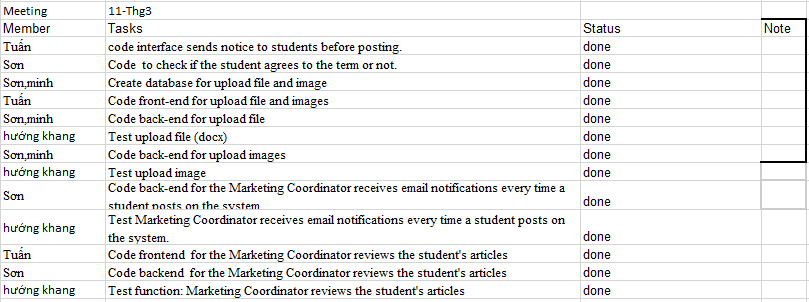 Meeting 11-Thg3
Member Tasks Status Note
Tuấn code interface sends notice to students before posting. done
Sơn Code to check if the student agrees to the term or not. done
Sơn,minh Create database for upload file and image done
Tuấn Code front-end for upload file and images done
Sơn,minh Code back-end for upload file done
hướng khang Test upload file (docx) done
Sơn,minh Code back-end for upload images done
hướng khang Test upload image done
Code back-end for the Marketing Coordinator receives email notifications every time a
Sơn student posts on the system. done
Test Marketing Coordinator receives email notifications every time a student posts on
hướng khang the system. done
Tuấn Code frontend for the Marketing Coordinator reviews the student's articles done
Sơn Code backend for the Marketing Coordinator reviews the student's articles done
hướng khang Test function: Marketing Coordinator reviews the student's articles done